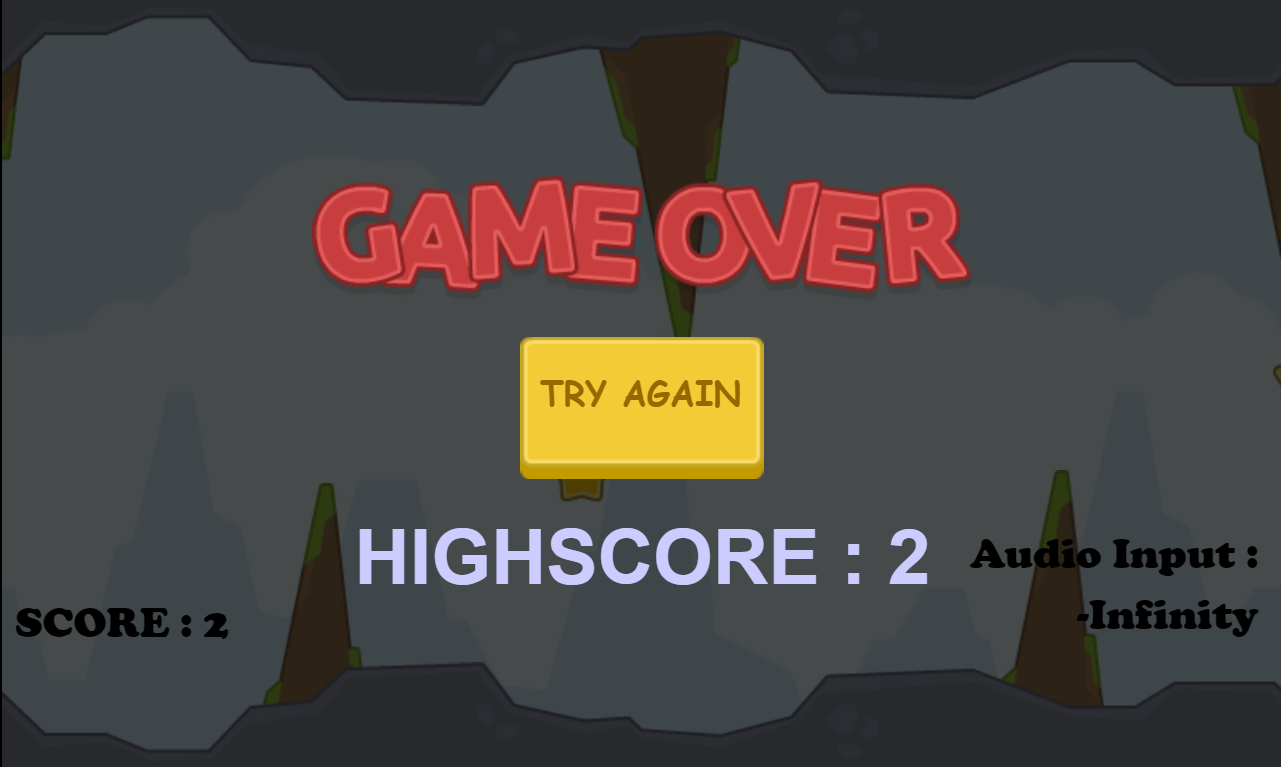 GAME OVER
TRY AGAIN
HIGHSCORE : 2
Audio Input :
-Infinity
SCORE : 2